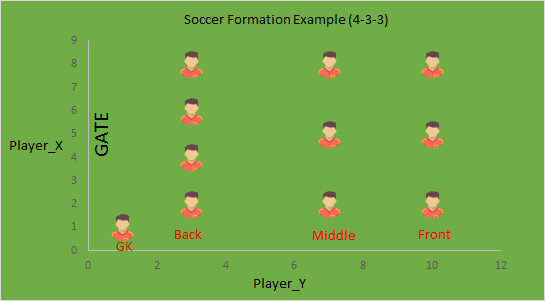 Soccer Formation Example (4-3-3)
9
8
7
6
5
4
3
2
1
0
Player_X
GATE
GK
Back
Middle
Front
0 2 4 6 8 10 12
Player_Y